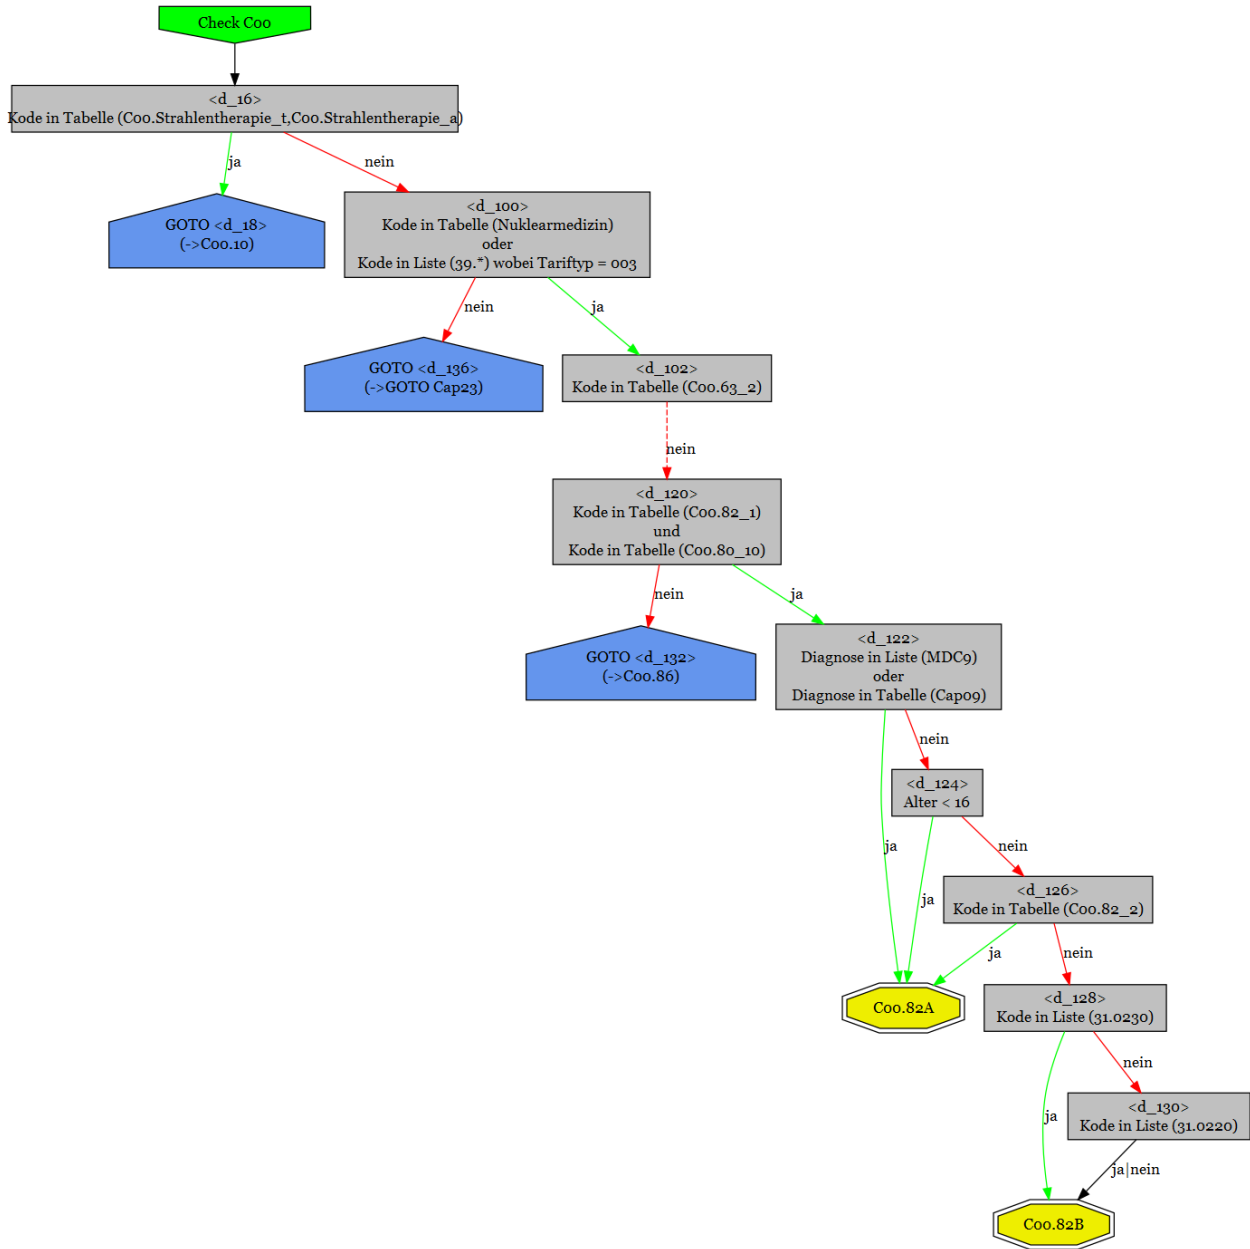 Check C00
<d_16>
Kode in Tabelle (C00.Strahlentherapie_t,C00.Strahlentherapie_a)
ja
nein
GOTO <d_18>
(->C00.10)
<d_100>
Kode in Tabelle (Nuklearmedizin)
oder
Kode in Liste (39.*) wobei Tariftyp = 003
nein
ja
GOTO <d_136>
(->GOTO Cap23)
<d_102>
Kode in Tabelle (C00.63_2)
nein
<d_120>
Kode in Tabelle (C00.82_1)
und
Kode in Tabelle (C00.80_10)
nein
ja
GOTO <d_132>
(->C00.86)
<d_122>
Diagnose in Liste (MDC9)
oder
Diagnose in Tabelle (Cap09)
nein
<d_124>
Alter < 16
ja
nein
ja
<d_126>
Kode in Tabelle (C00.82_2)
ja
nein
C00.82A
<d_128>
Kode in Liste (31.0230)
nein
ja
<d_130>
Kode in Liste (31.0220)
ja|nein
C00.82B